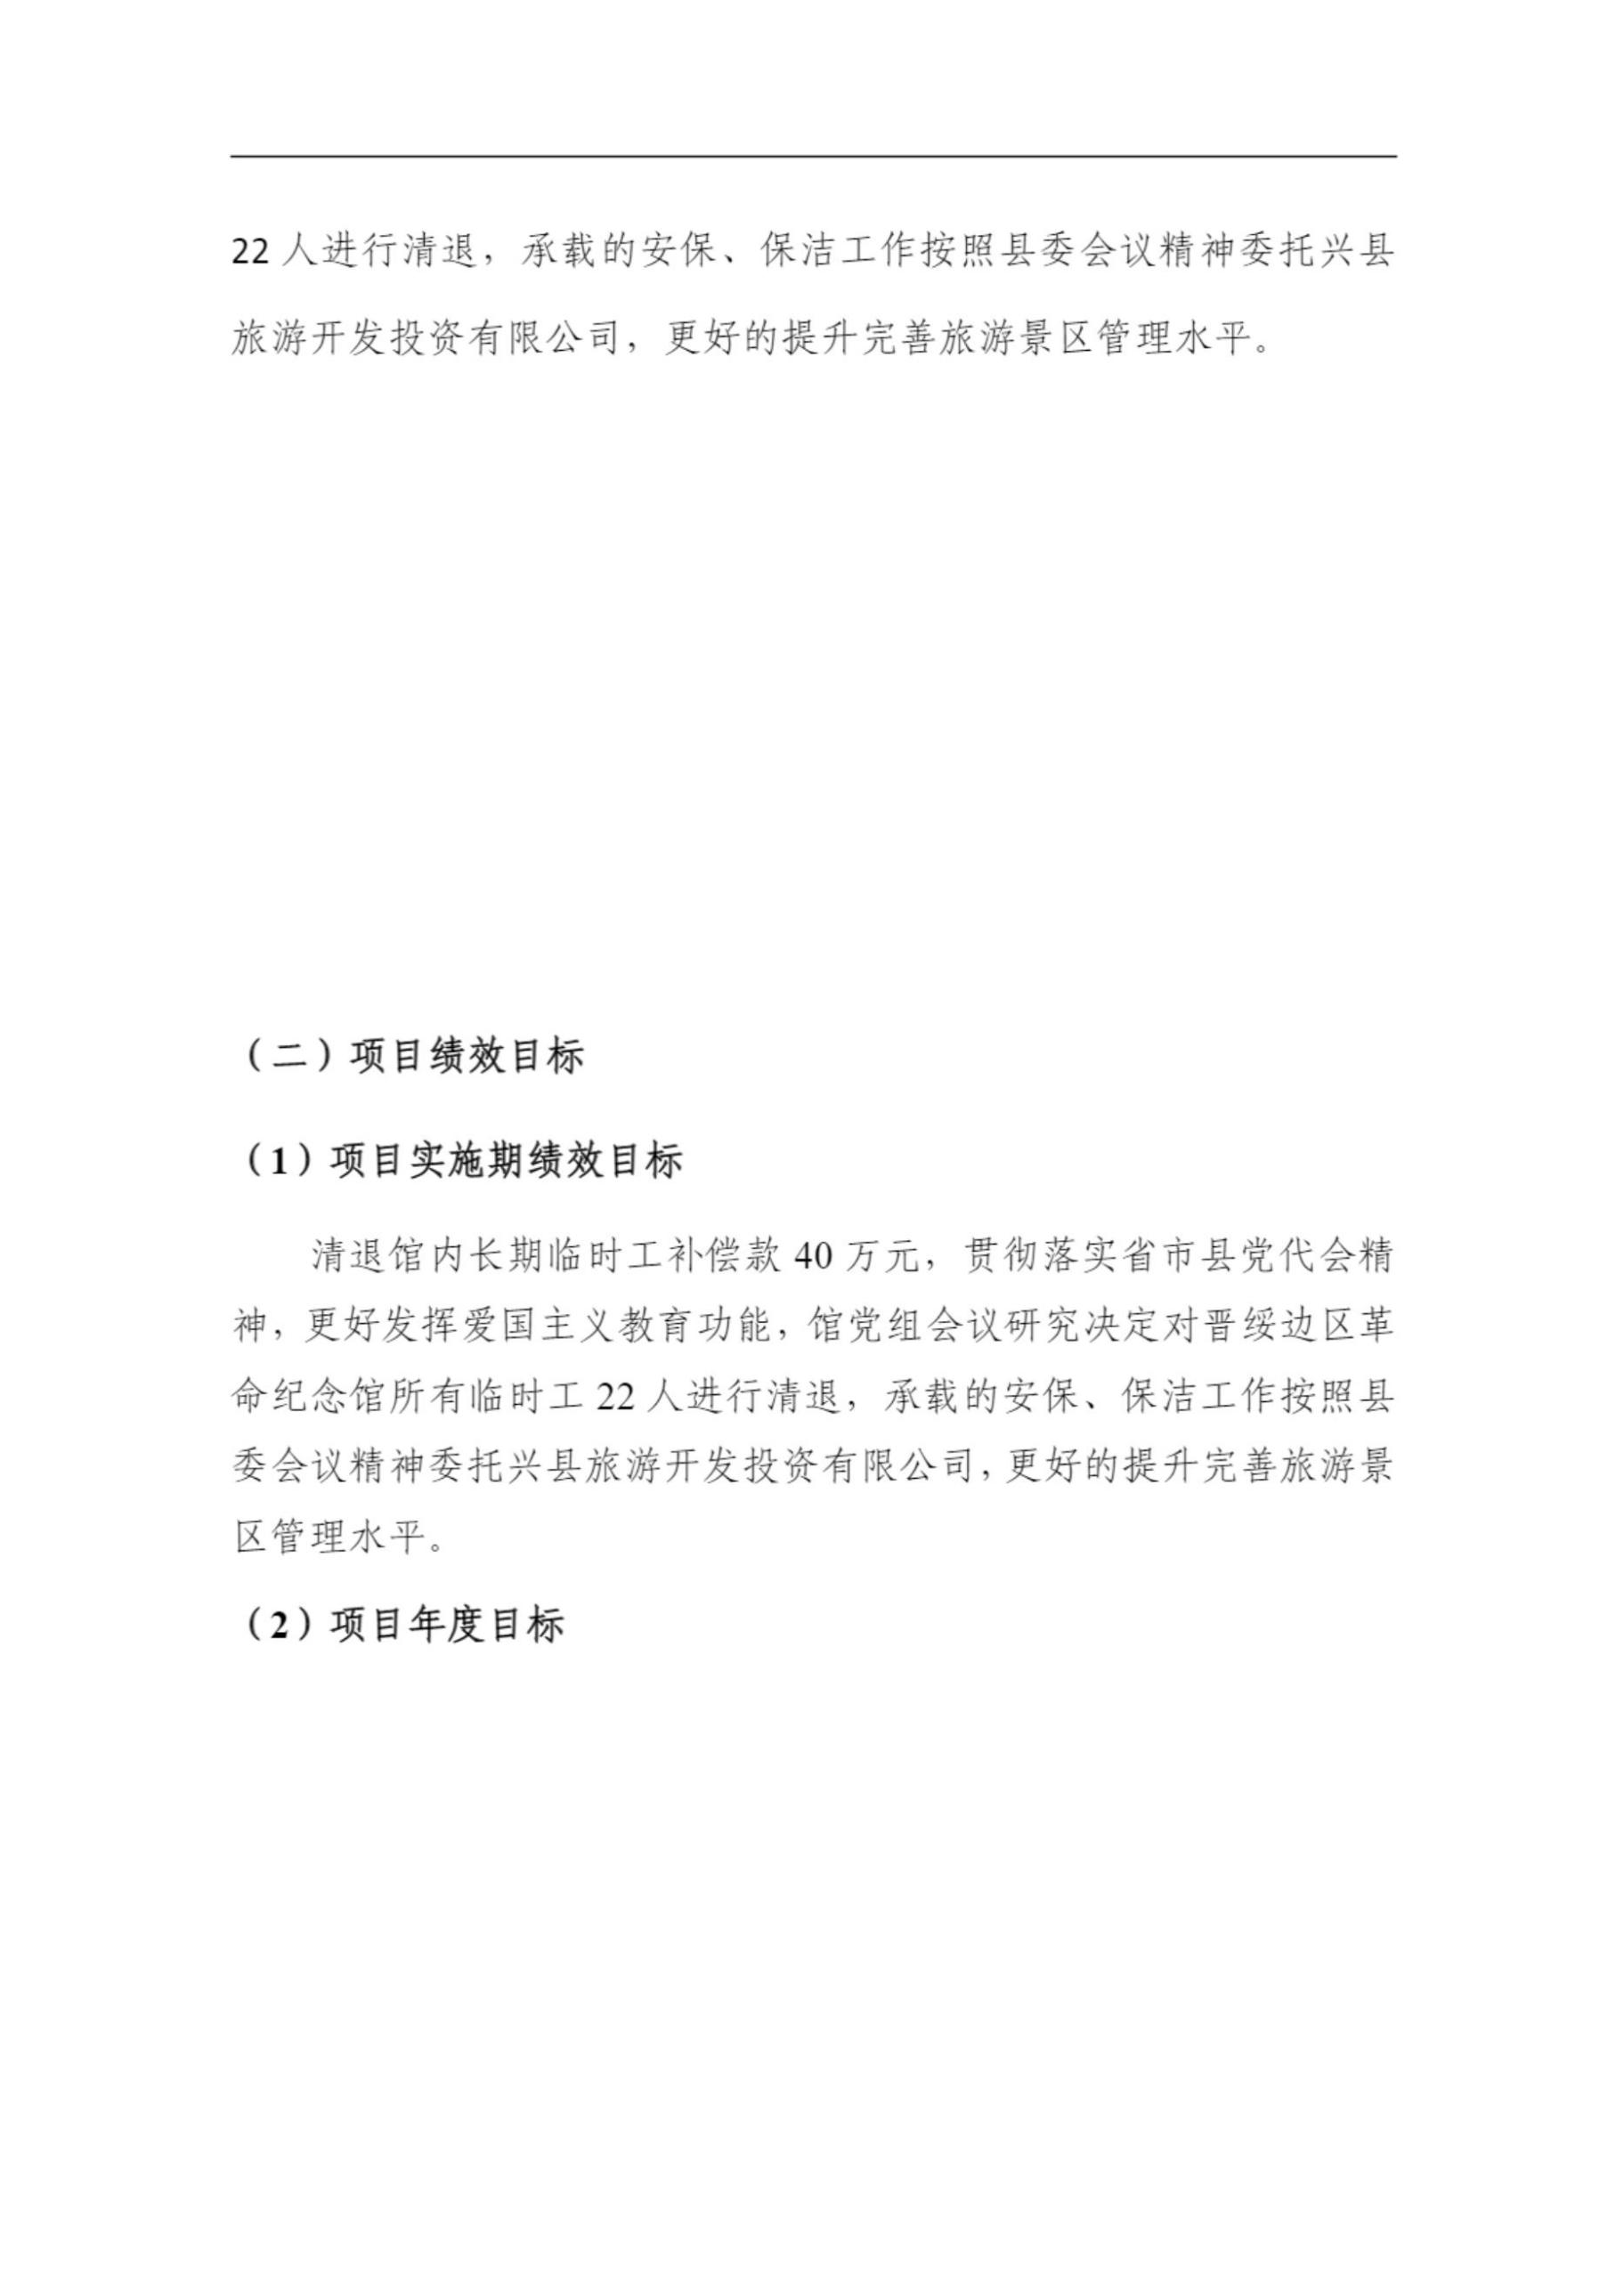 22 人进行清退，承载的安保、保洁工作按照县委会议精神委托兴县
旅游开发投资有限公司，更好的提升完善旅游景区管理水平。
（二）项目绩效目标
（1）项目实施期绩效目标
清退馆内长期临时工补偿款 40 万元，贯彻落实省市县党代会精
神，更好发挥爱国主义教育功能，馆党组会议研究决定对晋绥边区革
命纪念馆所有临时工 22 人进行清退，承载的安保、保洁工作按照县
委会议精神委托兴县旅游开发投资有限公司，更好的提升完善旅游景
区管理水平。
（2）项目年度目标